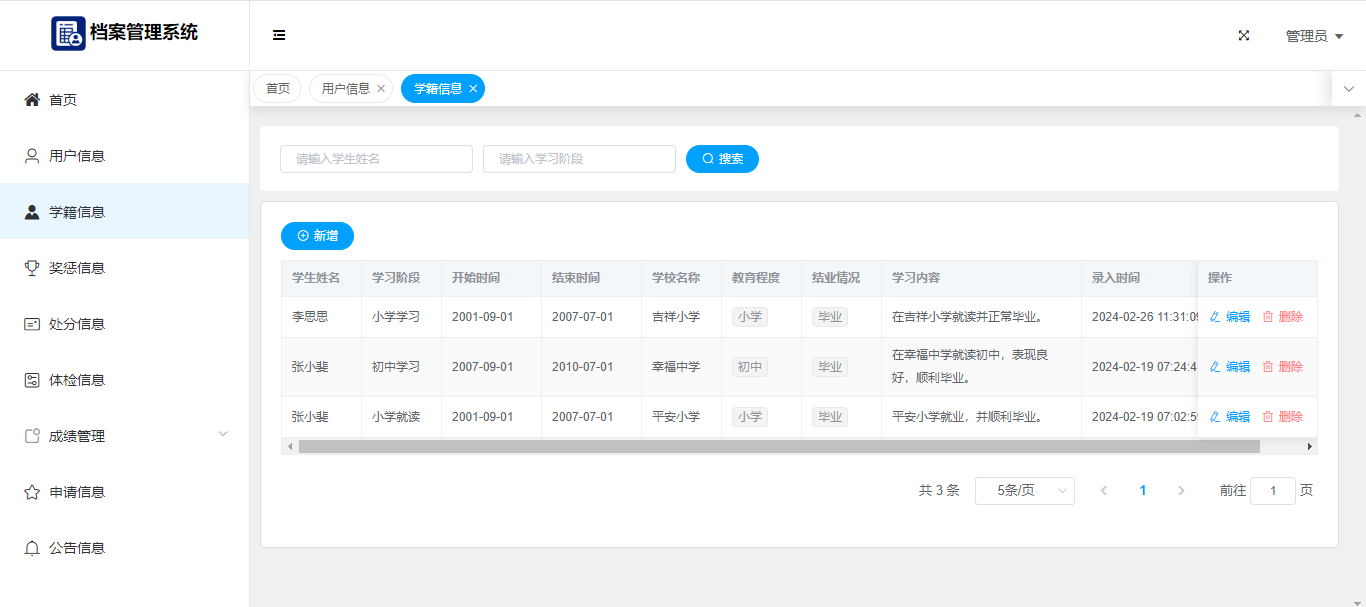 档案管理系统
管理员
首页
用户信息
学籍信息
奖惩信息
处分信息
体检信息
成绩管理
申请信息
公告信息
首页 用户信息 学籍信息
请输入学生姓名 请输入学习阶段 搜索
新增
学生姓名 学习阶段 开始时间 结束时间 学校名称 教育程度 结业情况 学习内容 录入时间 操作
李思思 小学学习 2001-09-01 2007-07-01 吉祥小学 小学 毕业 在吉祥小学就读并正常毕业。 2024-02-26 11:31:09 编辑 删除
张小斐 初中学习 2007-09-01 2010-07-01 幸福中学 初中 毕业 在幸福中学就读初中，表现良
好，顺利毕业。 2024-02-19 07:24:4 编辑 删除
张小斐 小学就读 2001-09-01 2007-07-01 平安小学 小学 毕业 平安小学就业，并顺利毕业。 2024-02-19 07:02:59 编辑 删除
共 3 条 5条/页 1 前往 1 页